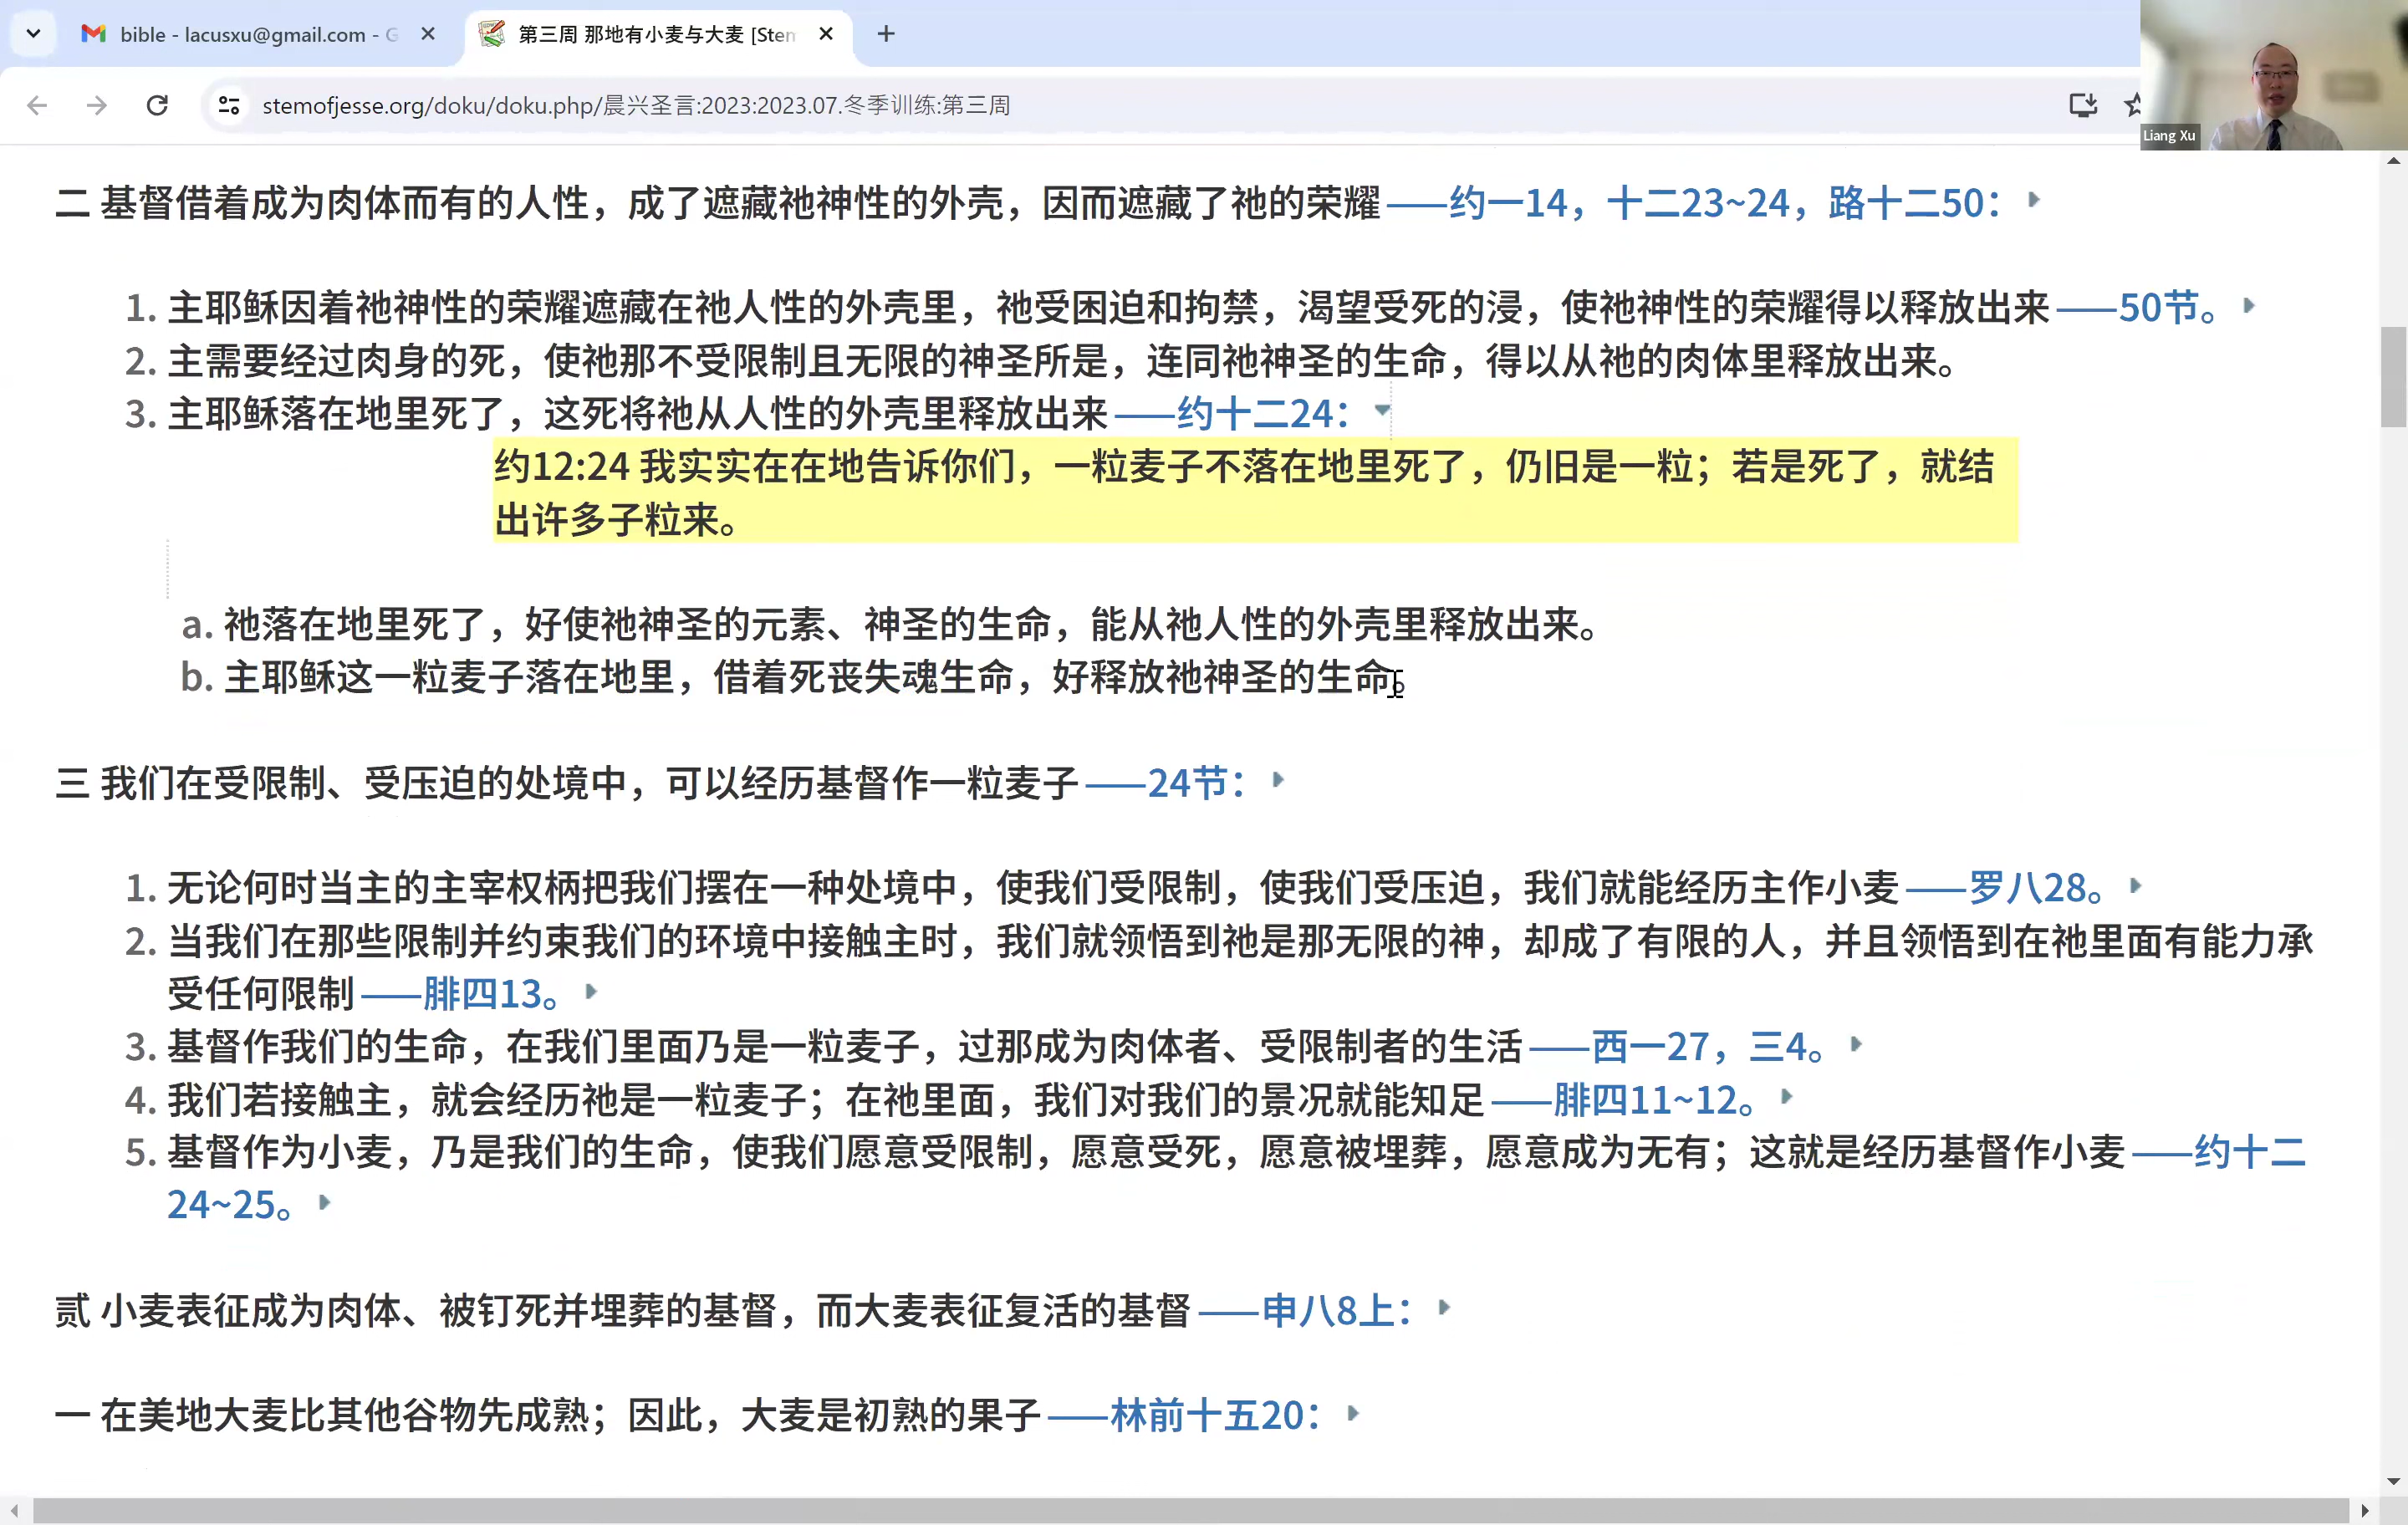 bible - lacusxu@gmail.com - G
第三周 那地有小麦与大麦 [Sten
stemofjesse.org/doku/doku.php/晨兴圣言:2023:2023.07.冬季训练:第三周
Liang Xu
二 基督借着成为肉体而有的人性，成了遮藏祂神性的外壳，因而遮藏了祂的荣耀——约一14，十二23~24，路十二50：
1. 主耶稣因着祂神性的荣耀遮藏在祂人性的外壳里，祂受困迫和拘禁，渴望受死的浸，使祂神性的荣耀得以释放出来——50节。
2. 主需要经过肉身的死，使祂那不受限制且无限的神圣所是，连同祂神圣的生命，得以从祂的肉体里释放出来。
3. 主耶稣落在地里死了，这死将祂从人性的外壳里释放出来——约十二24：
约12:24 我实实在在地告诉你们，一粒麦子不落在地里死了，仍旧是一粒；若是死了，就结
出许多子粒来。
a. 祂落在地里死了，好使祂神圣的元素、神圣的生命，能从祂人性的外壳里释放出来。
b. 主耶稣这一粒麦子落在地里，借着死丧失魂生命，好释放祂神圣的生命。
三 我们在受限制、受压迫的处境中，可以经历基督作一粒麦子——24节：
1. 无论何时当主的主宰权柄把我们摆在一种处境中，使我们受限制，使我们受压迫，我们就能经历主作小麦——罗八28。
2. 当我们在那些限制并约束我们的环境中接触主时，我们就领悟到祂是那无限的神，却成了有限的人，并且领悟到在祂里面有能力承
受任何限制——腓四13。
3. 基督作我们的生命，在我们里面乃是一粒麦子，过那成为肉体者、受限制者的生活——西一27，三4。
4. 我们若接触主，就会经历祂是一粒麦子；在祂里面，我们对我们的景况就能知足——腓四11~12。
5. 基督作为小麦，乃是我们的生命，使我们愿意受限制，愿意受死，愿意被埋葬，愿意成为无有；这就是经历基督作小麦——约十二
24~25。
贰 小麦表征成为肉体、被钉死并埋葬的基督，而大麦表征复活的基督——申八8上：
一 在美地大麦比其他谷物先成熟；因此，大麦是初熟的果子——林前十五20：